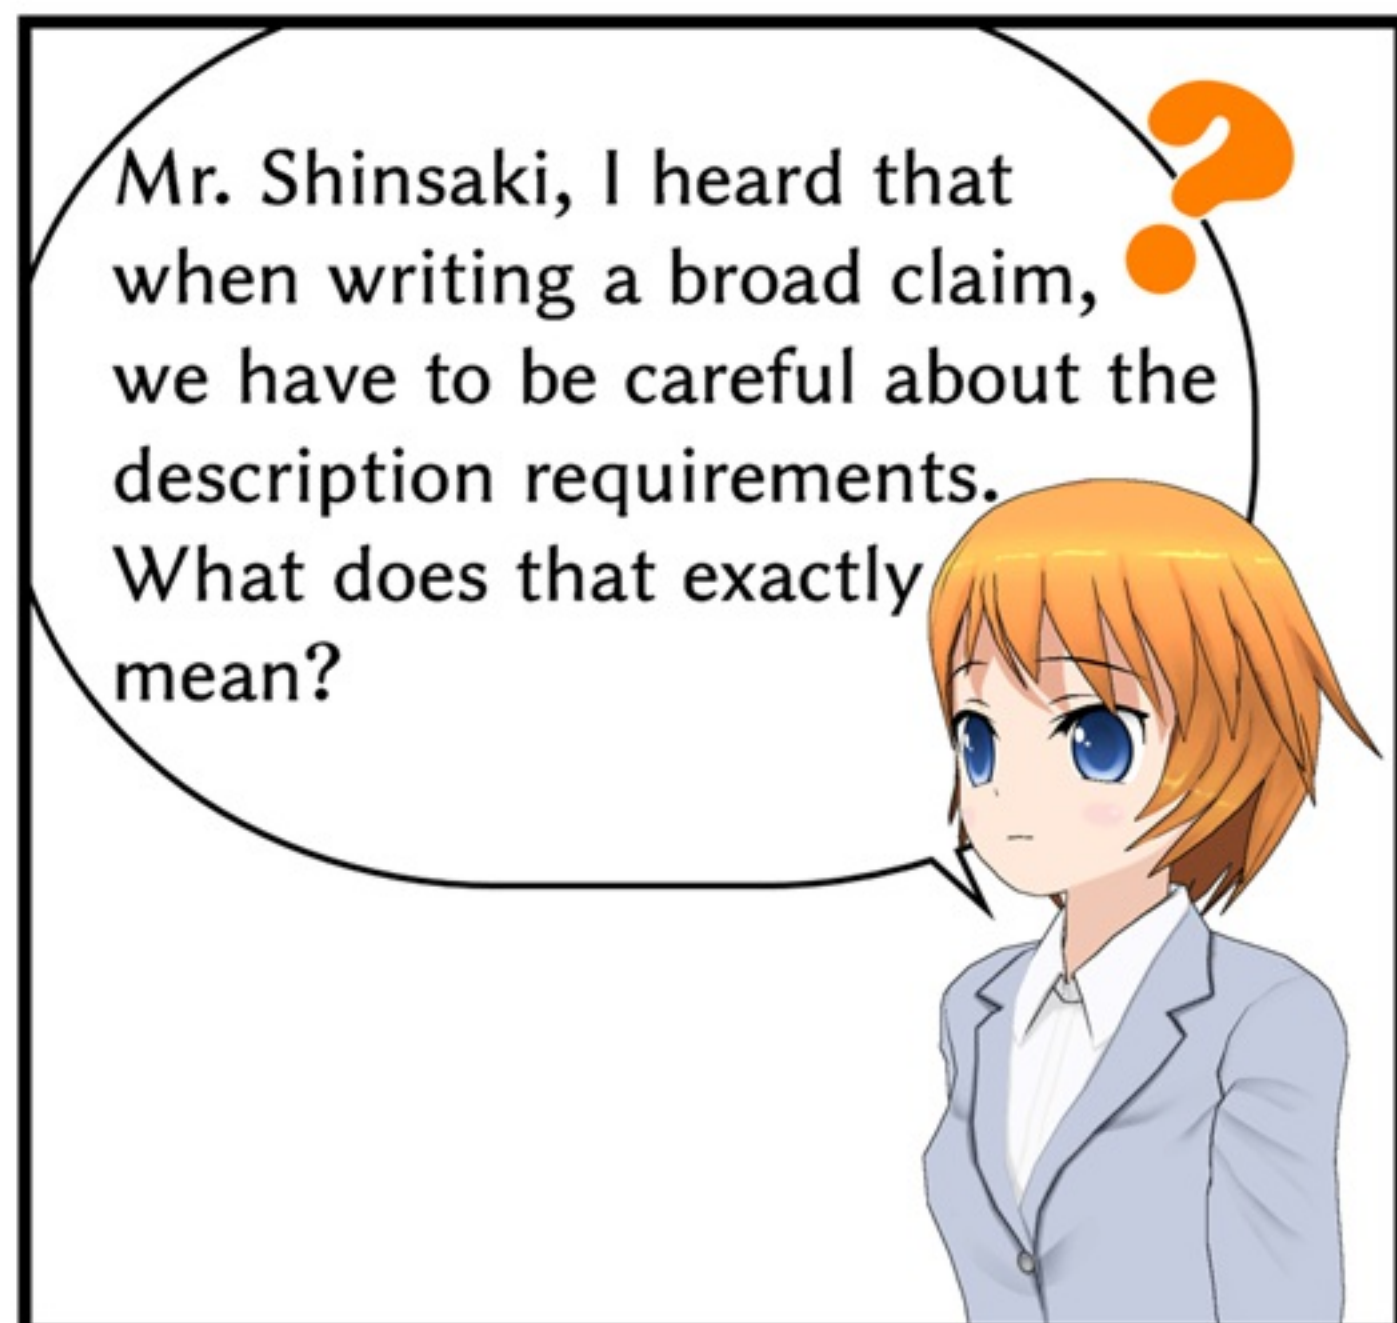 Mr. Shinsaki, I heard that
when writing a broad claim,
we have to be careful about the
description requirements.
What does that exactly
mean?
?